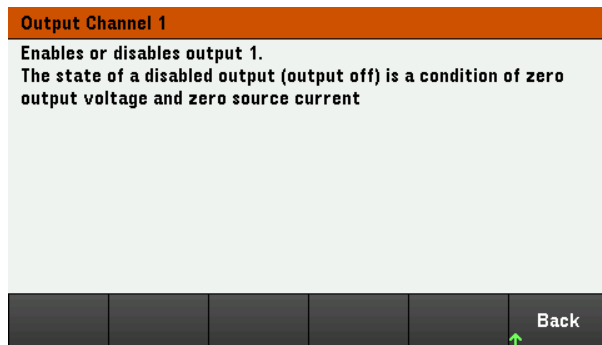 Output Channel 1
Enables or disables output 1.
The state of a disabled output (output off) is a condition of zero
output voltage and zero source current
Back